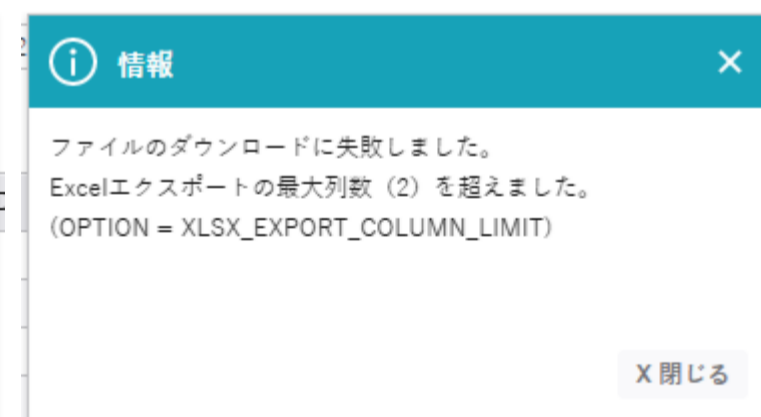 情報
ファイルのダウンロードに失敗しました。
Excelエクスポートの最大列数（2）を超えました。
(OPTION = XLSX_EXPORT_COLUMN_LIMIT)
X 閉じる